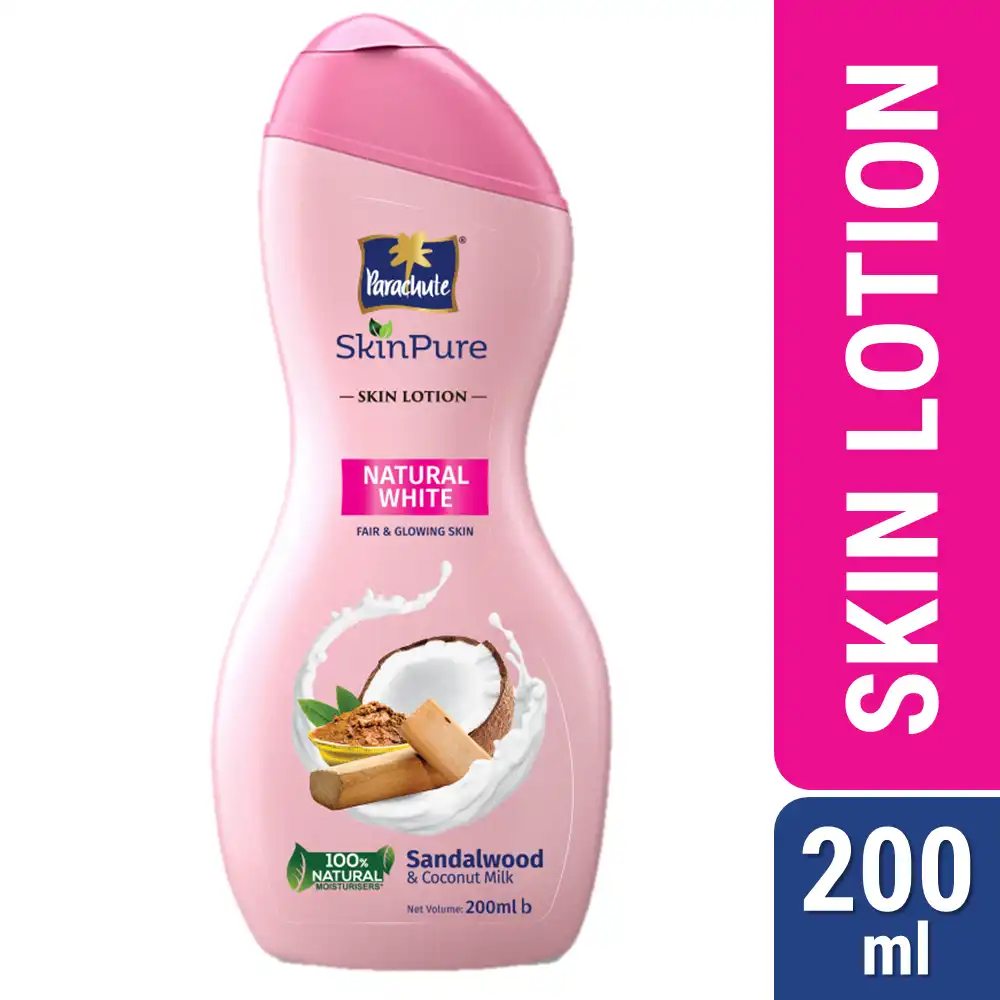 Parachute®
SkinPure
— SKIN LOTION —
NATURAL
WHITE
FAIR & GLOWING SKIN
100%
NATURAL
MOISTURISERS*
Sandalwood
& Coconut Milk
Net Volume: 200ml b
SKIN LOTION
200
ml